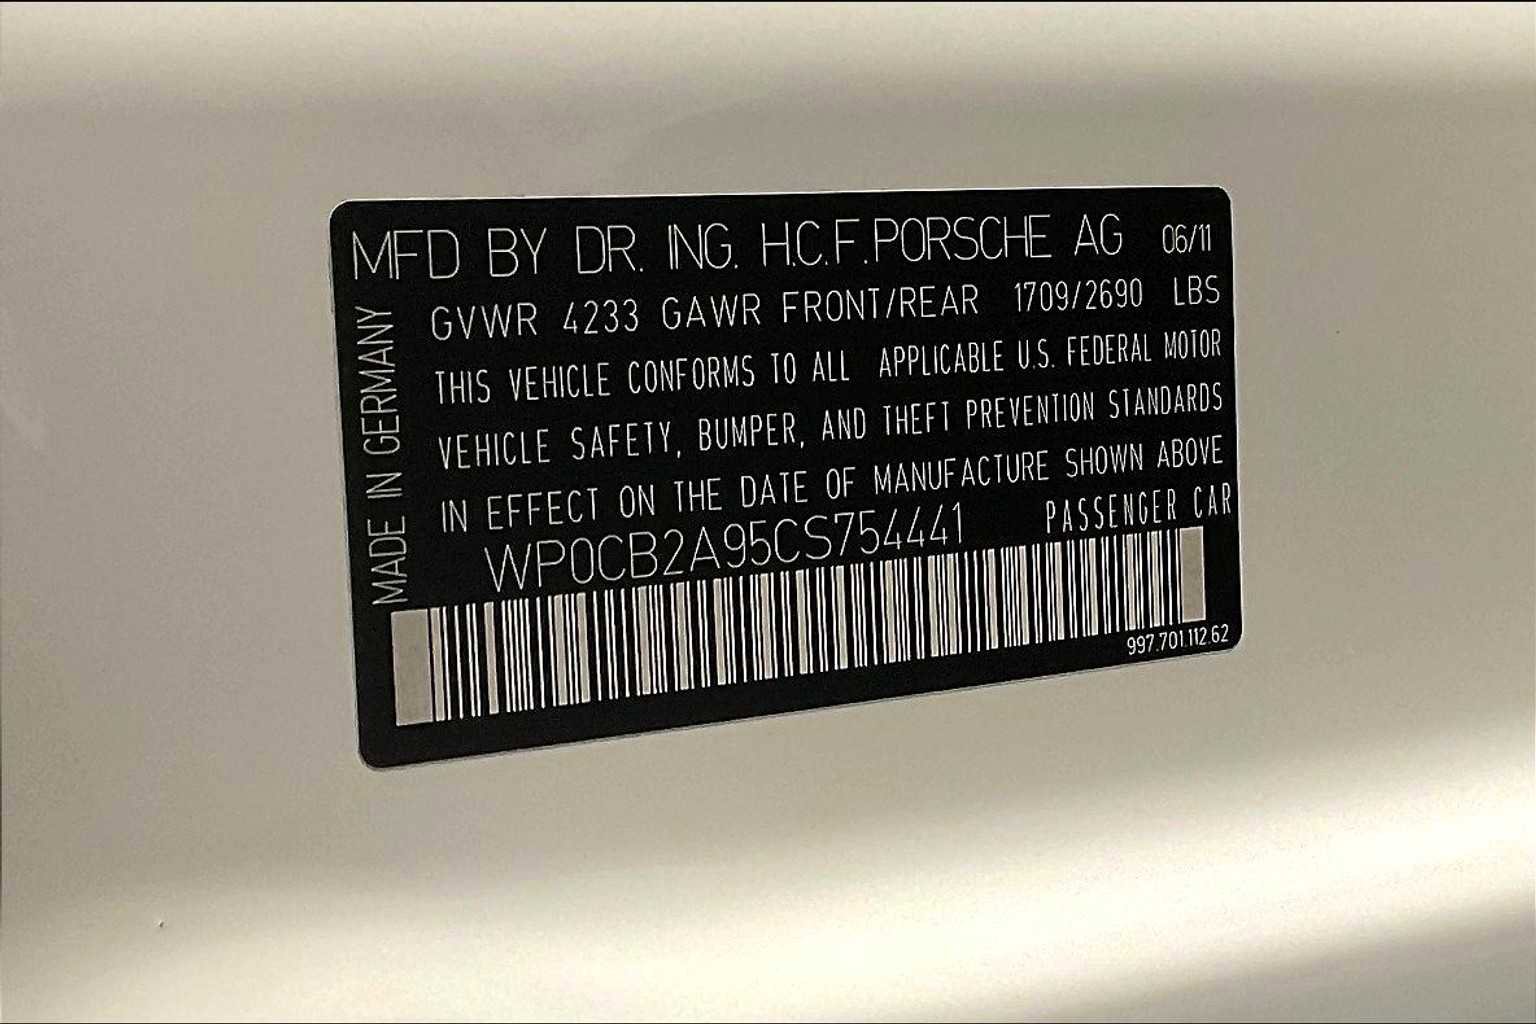 MFD BY DR. ING. H.C.F.PORSCHE AG 06/11
GVWR 4233 GAWR FRONT/REAR 1709/2690 LBS
THIS VEHICLE CONFORMS TO ALL APPLICABLE U.S. FEDERAL MOTOR
VEHICLE SAFETY, BUMPER, AND THEFT PREVENTION STANDARDS
IN EFFECT ON THE DATE OF MANUFACTURE SHOWN ABOVE
WP0CB2A95CS754441 PASSENGER CAR
997.701.112.62
MADE IN GERMANY